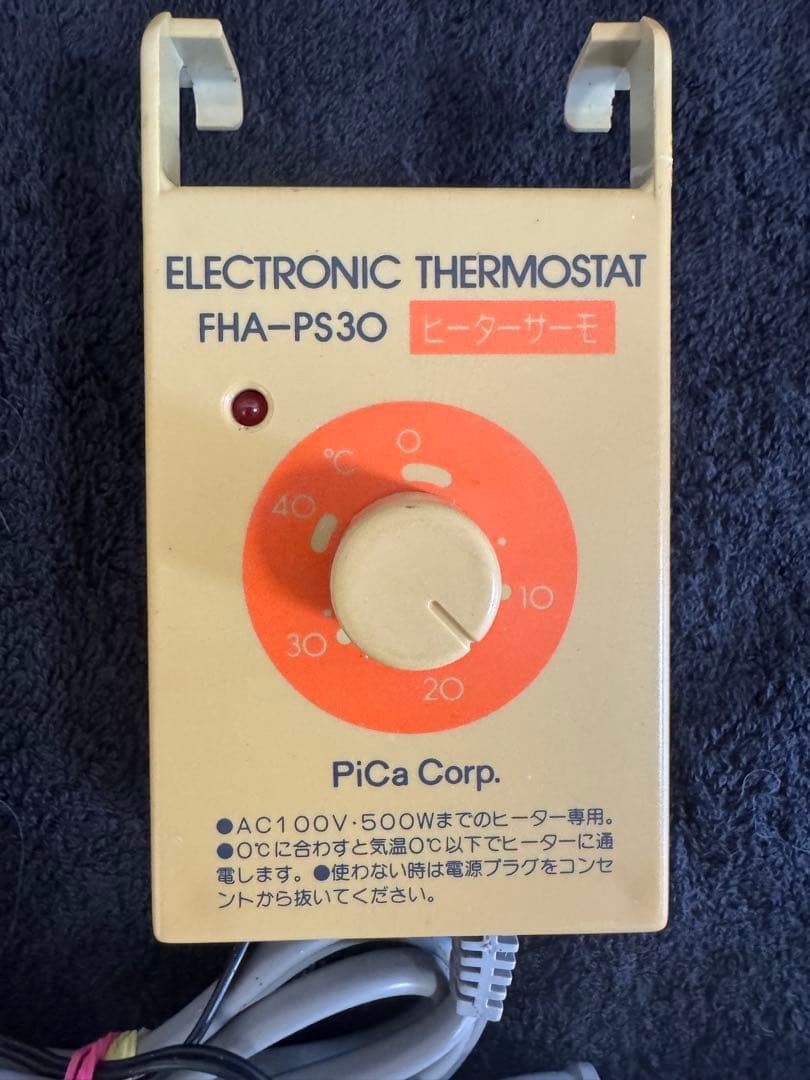 ELECTRONIC THERMOSTAT
FHA-PS30 ヒーターサーモ
0
℃
40
10
30
20
PiCa Corp.
●AC100V・500Wまでのヒーター専用。
●0℃に合わすと気温0℃以下でヒーターに通
電します。●使わない時は電源プラグをコンセ
ントから抜いてください。